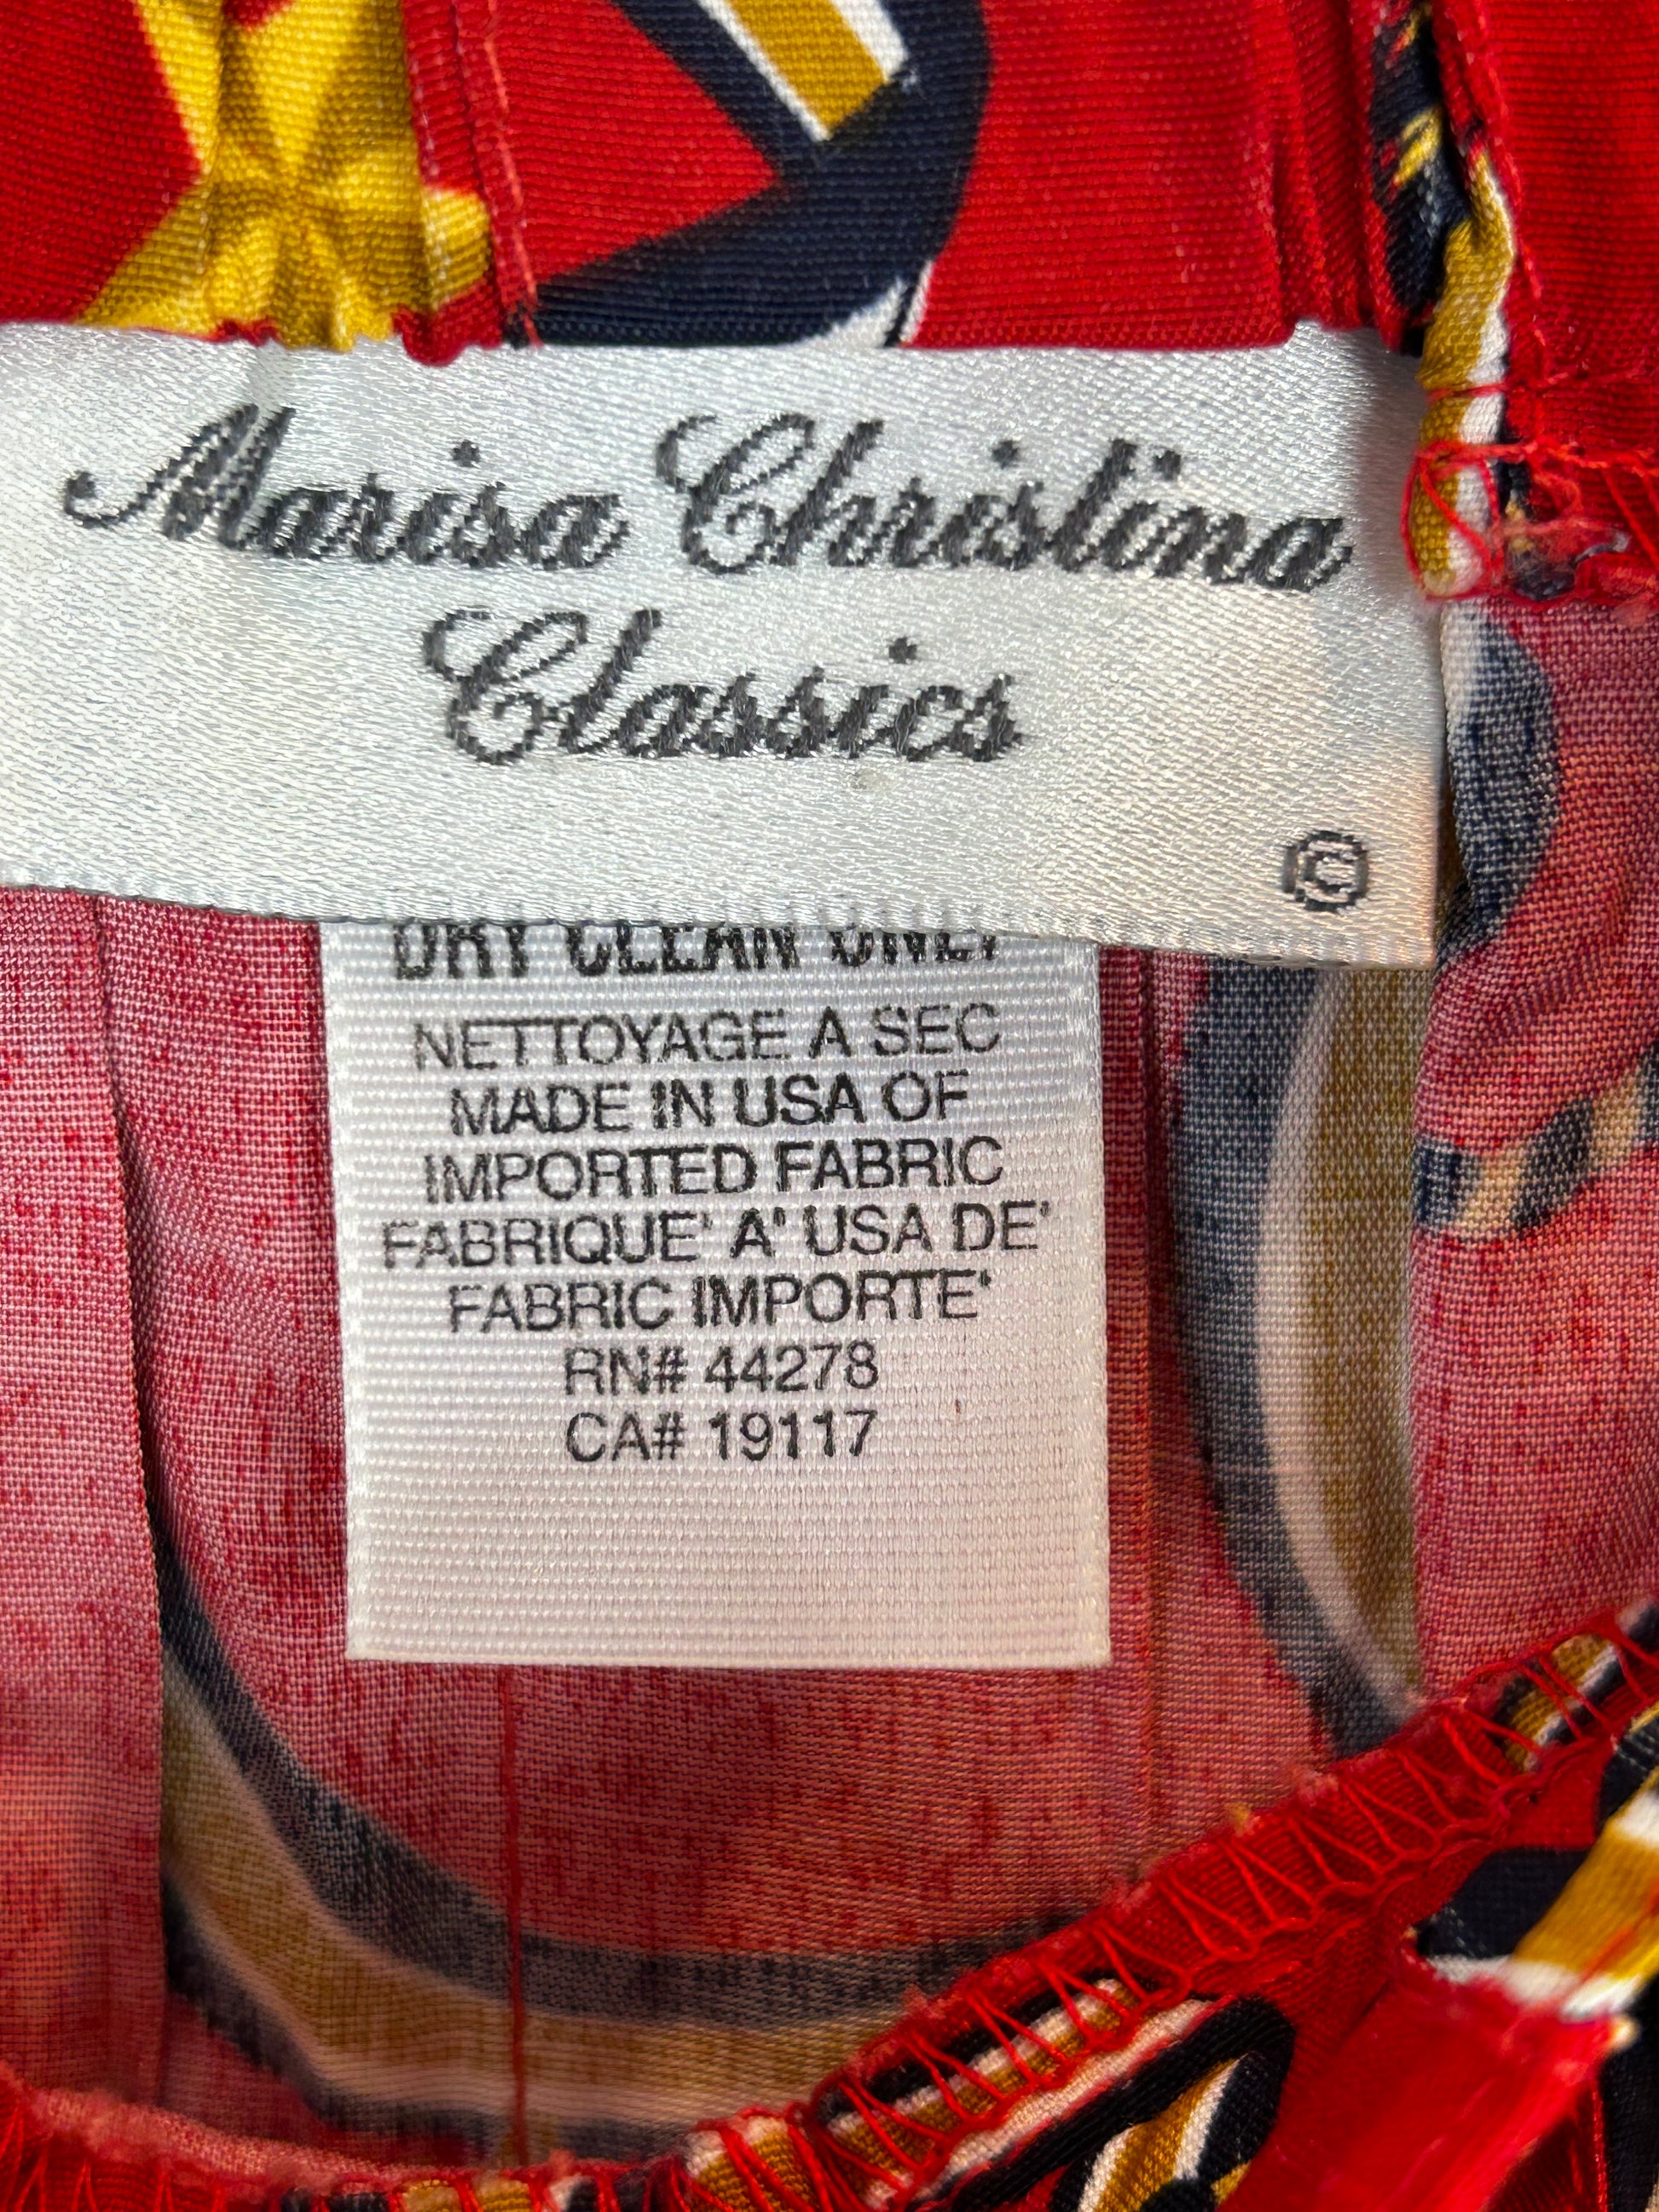 Marisa Christina
Classics
©
DRY CLEAN ONLY
NETTOYAGE A SEC
MADE IN USA OF
IMPORTED FABRIC
FABRIQUE' A' USA DE'
FABRIC IMPORTE'
RN# 44278
CA# 19117